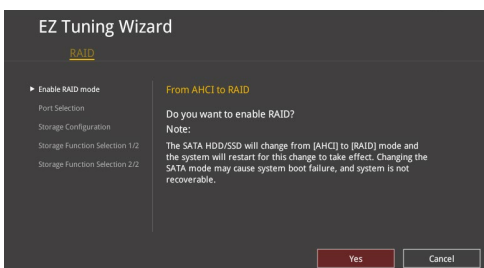 EZ Tuning Wizard
RAID
Enable RAID mode
Port Selection
Storage Configuration
Storage Function Selection 1/2
Storage Function Selection 2/2
From AHCI to RAID
Do you want to enable RAID?
Note:
The SATA HDD/SSD will change from [AHCI] to [RAID] mode and
the system will restart for this change to take effect. Changing the
SATA mode may cause system boot failure, and system is not
recoverable.
Yes
Cancel